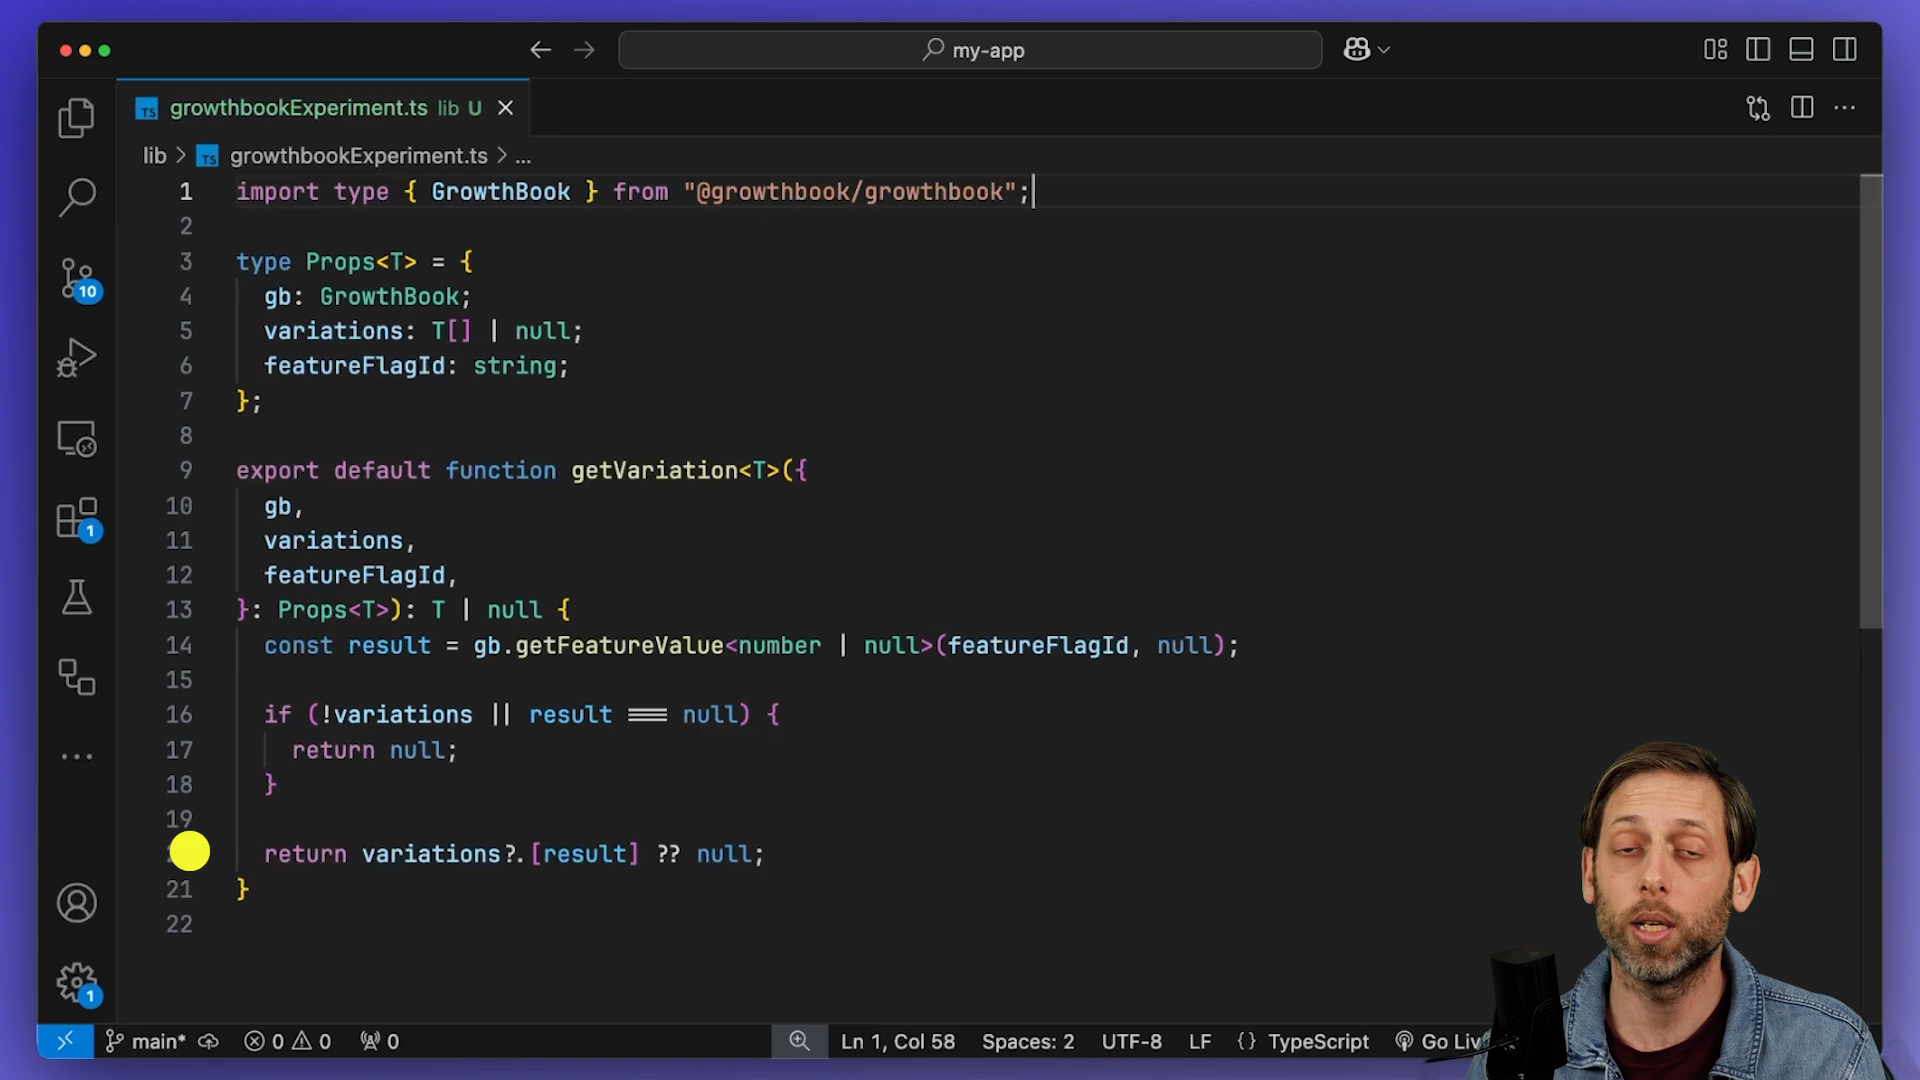 my-app
TS growthbookExperiment.ts lib U
lib > TS growthbookExperiment.ts > ...
1 import type { GrowthBook } from "@growthbook/growthbook";
2
3 type Props<T> = {
4 gb: GrowthBook;
5 variations: T[] | null;
6 featureFlagId: string;
7 };
8
9 export default function getVariation<T>({
10 gb,
11 variations,
12 featureFlagId,
13 }: Props<T>): T | null {
14 const result = gb.getFeatureValue<number | null>(featureFlagId, null);
15
16 if (!variations || result === null) {
17 return null;
18 }
19
return variations?.[result] ?? null;
21 }
22
10
1
1
main* 0 0 0 Ln 1, Col 58 Spaces: 2 UTF-8 LF {} TypeScript Go